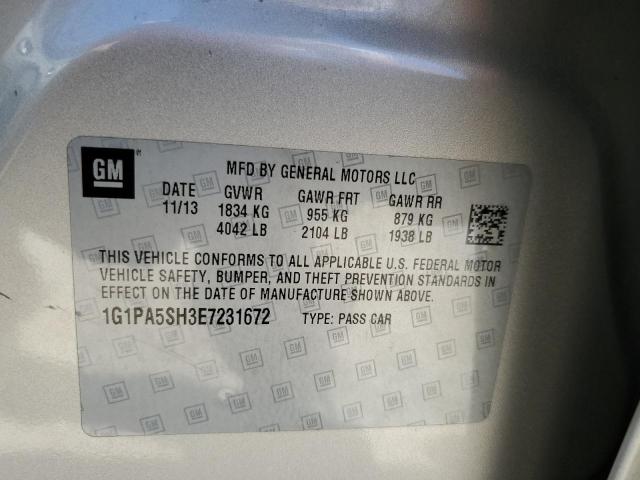 GM
MFD BY GENERAL MOTORS LLC
DATE GVWR GAWR FRT GAWR RR
11/13 1834 KG 955 KG 879 KG
4042 LB 2104 LB 1938 LB
THIS VEHICLE CONFORMS TO ALL APPLICABLE U.S. FEDERAL MOTOR
VEHICLE SAFETY, BUMPER, AND THEFT PREVENTION STANDARDS IN
EFFECT ON THE DATE OF MANUFACTURE SHOWN ABOVE.
1G1PA5SH3E7231672 TYPE: PASS CAR